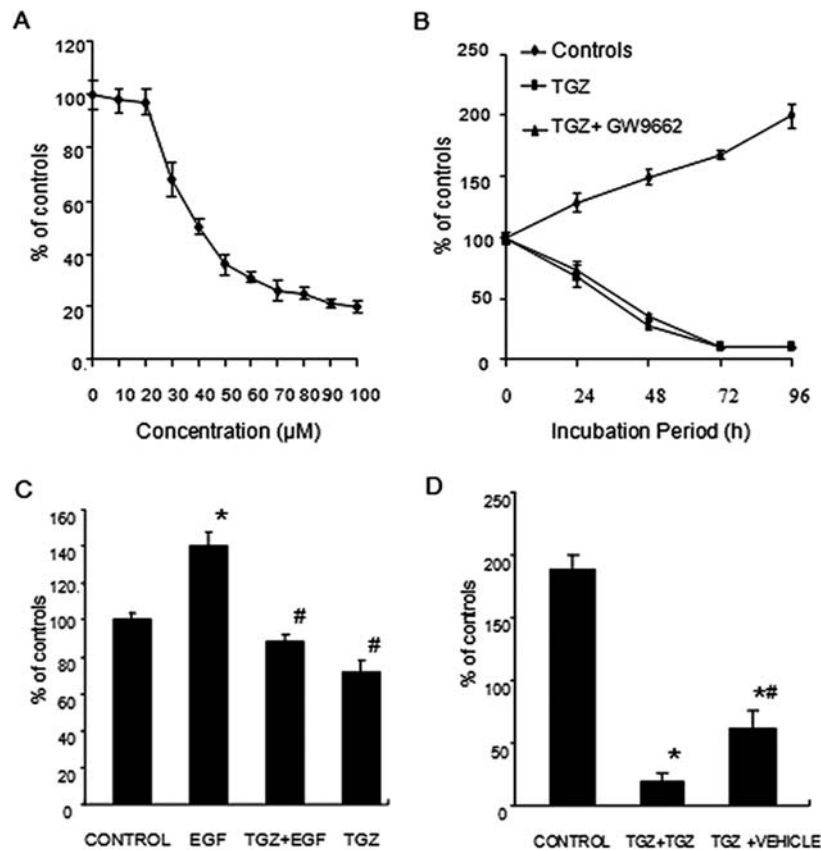 A
120
100
80
60
40
20
0.
% of controls
0 10 20 30 40 50 60 70 80 90 100
Concentration (µM)
B
250
200
150
100
50
0
% of controls
Controls
TGZ
TGZ+ GW9662
0 24 48 72 96
Incubation Period (h)
C
160
140
120.
100
80
60
40
20
0
% of controls
*
#
#
CONTROL EGF TGZ+EGF TGZ
D
250
200
150
100
50
0
% of controls
*
*#
CONTROL TGZ+TGZ TGZ +VEHICLE